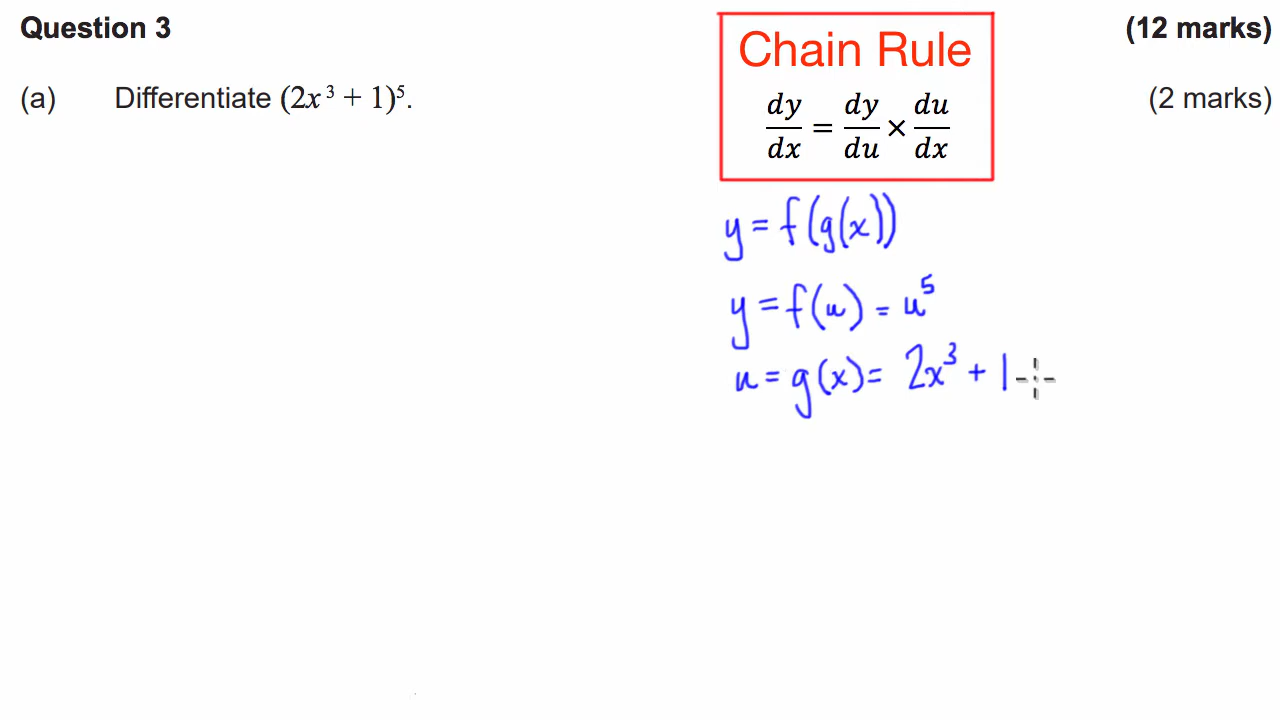 Question 3
(12 marks)
Chain Rule
(a) Differentiate (2x³ + 1)⁵.
(2 marks)
dy/dx = dy/du × du/dx
y = f(g(x))
y = f(u) = u⁵
u = g(x) = 2x³ + 1